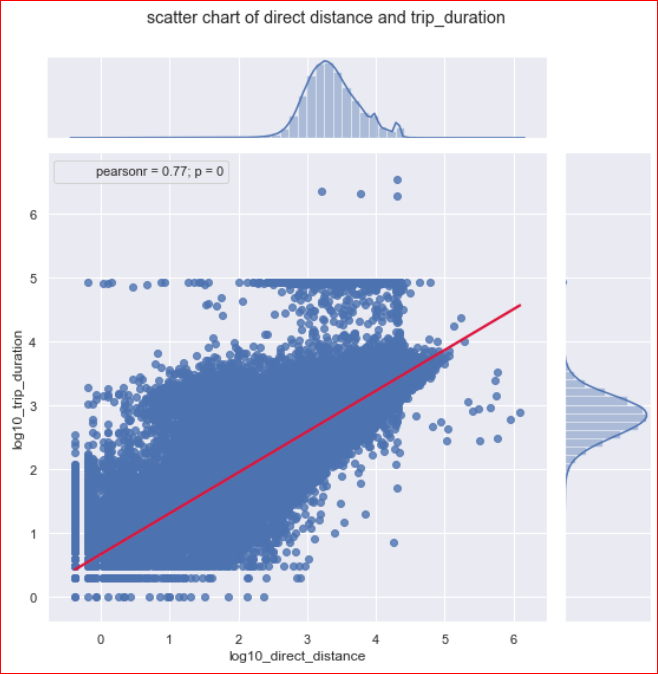 scatter chart of direct distance and trip_duration
pearsonr = 0.77; p = 0
6
5
4
3
2
1
0
log10_trip_duration
0 1 2 3 4 5 6
log10_direct_distance